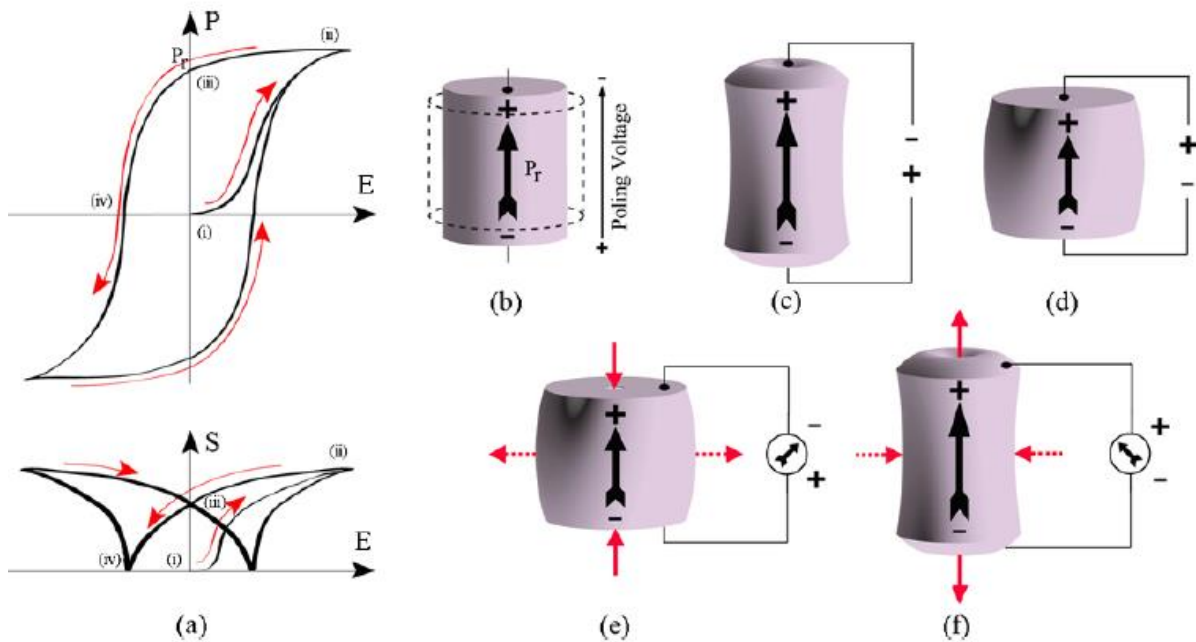 P
(ii)
Pr
(iii)
E
(iv)
(i)
S
(ii)
(iii)
E
(iv)
(i)
(a)
-
+
Pr
-
Poling Voltage
+
(b)
+
-
-
+
(c)
+
-
+
-
(d)
-
+
-
-
+
(e)
+
-
+
-
(f)